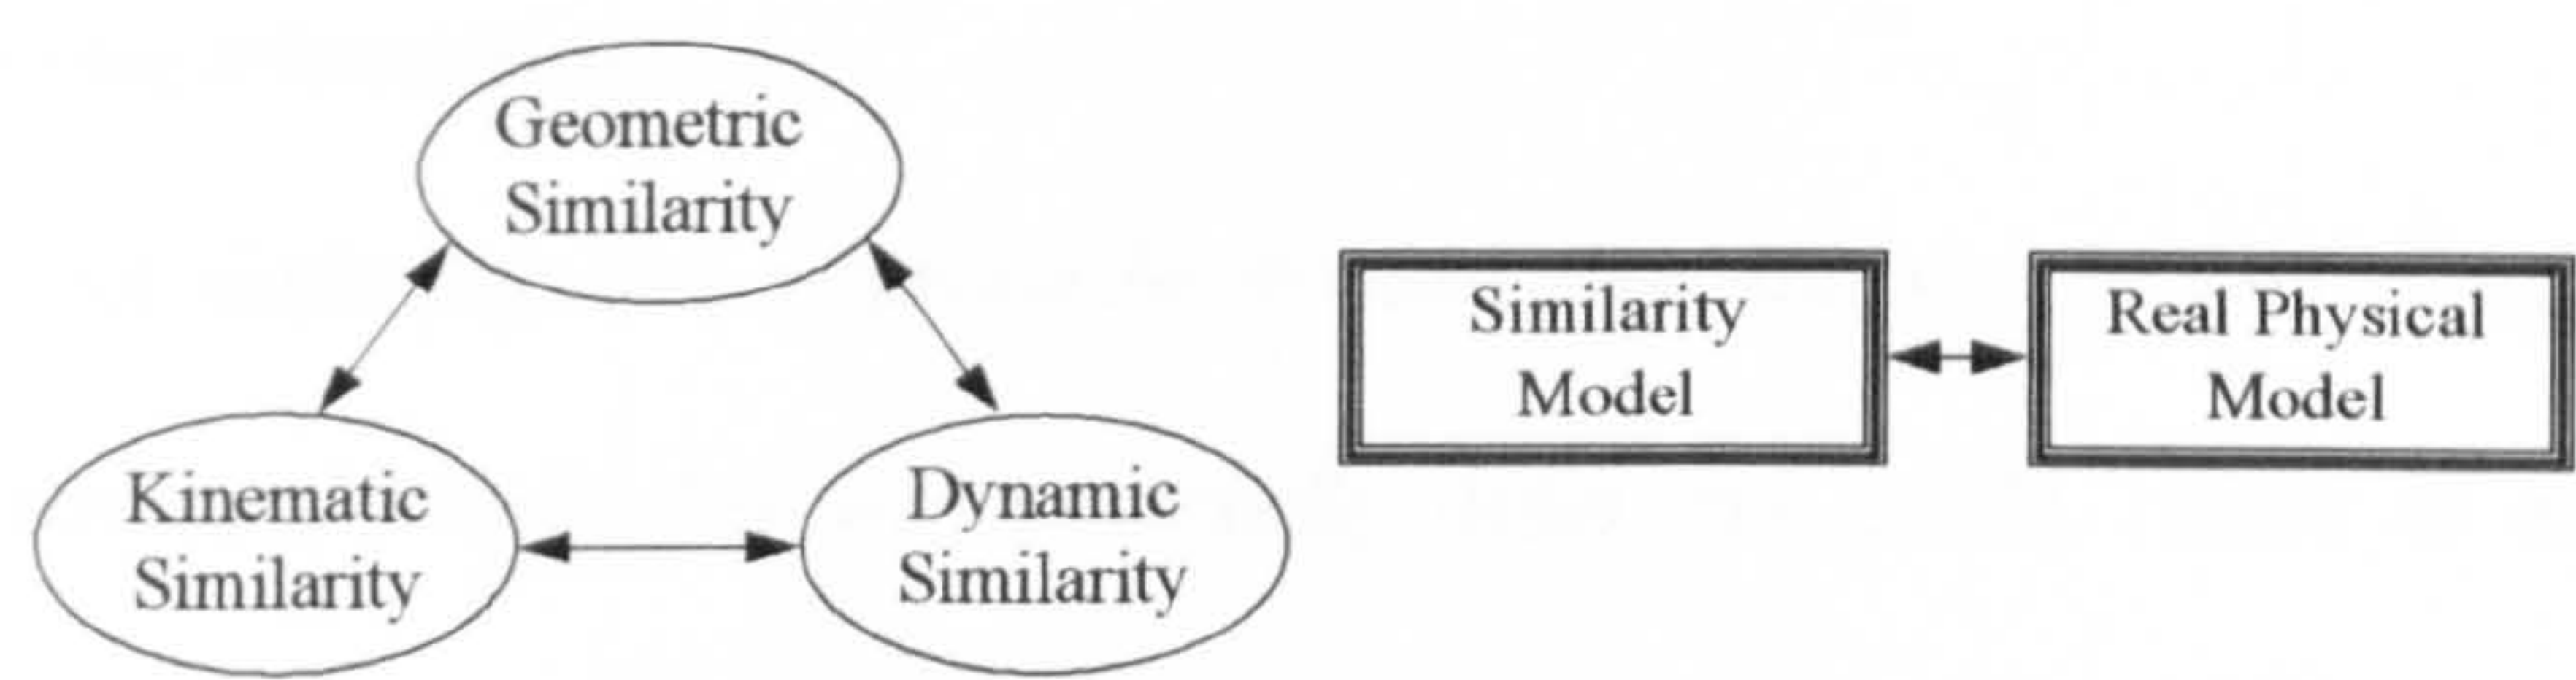 Geometric
Similarity
Kinematic
Similarity
Dynamic
Similarity
Similarity
Model
Real Physical
Model